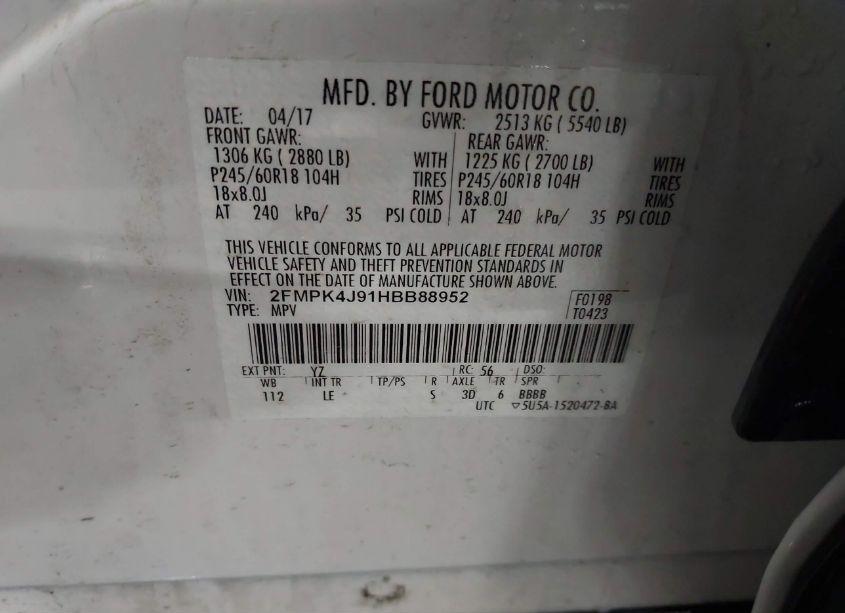 MFD. BY FORD MOTOR CO.
DATE: 04/17 GVWR: 2513 KG ( 5540 LB)
FRONT GAWR: REAR GAWR:
1306 KG ( 2880 LB) WITH 1225 KG ( 2700 LB) WITH
P245/60R18 104H TIRES P245/60R18 104H TIRES
18x8.0J RIMS 18x8.0J RIMS
AT 240 kPa/ 35 PSI COLD AT 240 kPa/ 35 PSI COLD
THIS VEHICLE CONFORMS TO ALL APPLICABLE FEDERAL MOTOR
VEHICLE SAFETY AND THEFT PREVENTION STANDARDS IN
EFFECT ON THE DATE OF MANUFACTURE SHOWN ABOVE.
VIN: 2FMPK4J91HBB88952 F0198
TYPE: MPV T0423
EXT PNT: YZ RC: 56 DSO:
WB INT TR TP/PS R AXLE TR SPR
112 LE S 3D 6 BBBB
UTC ▽5U5A-1520472-BA